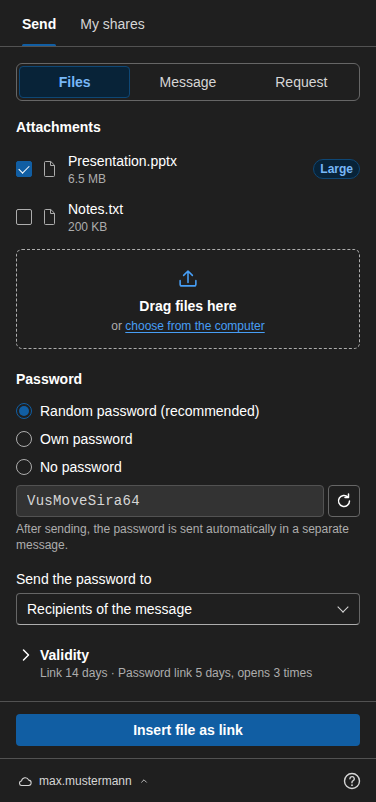 Send My shares
Files Message Request
Attachments
Presentation.pptx
6.5 MB
Large
Notes.txt
200 KB
Drag files here
or choose from the computer
Password
Random password (recommended)
Own password
No password
VusMoveSira64
After sending, the password is sent automatically in a separate
message.
Send the password to
Recipients of the message
Validity
Link 14 days · Password link 5 days, opens 3 times
Insert file as link
max.mustermann